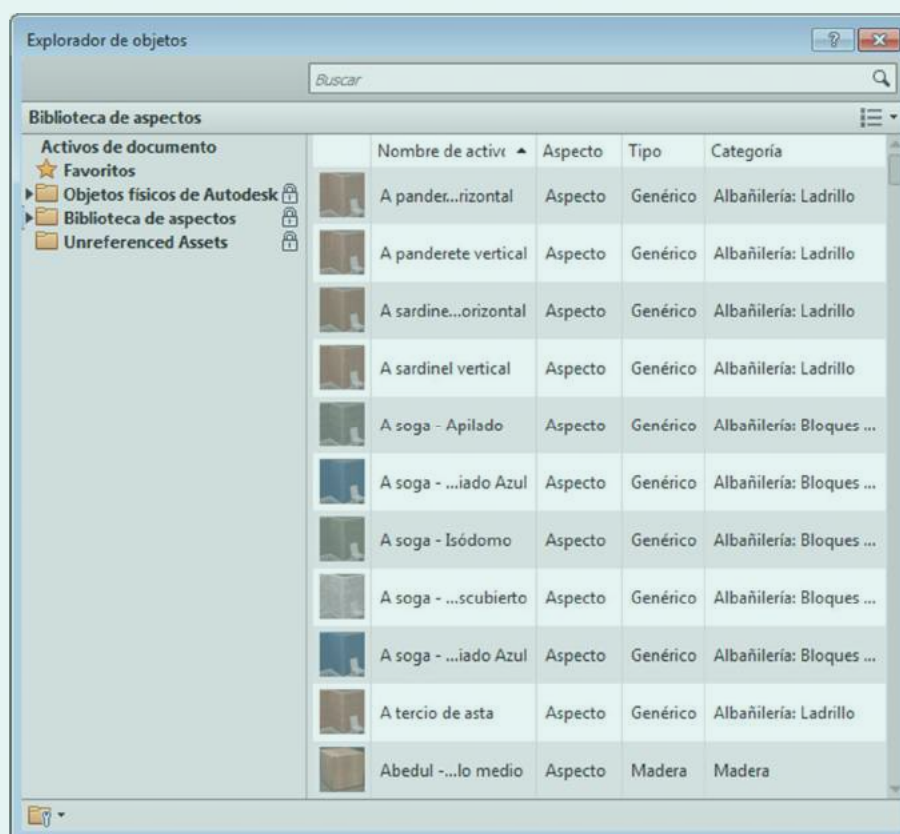 Explorador de objetos
?
Buscar
Biblioteca de aspectos
Activos de documento
Favoritos
Objetos físicos de Autodesk
Biblioteca de aspectos
Unreferenced Assets
Nombre de active Aspecto Tipo Categoría
A pander...rizontal Aspecto Genérico Albañilería: Ladrillo
A panderete vertical Aspecto Genérico Albañilería: Ladrillo
A sardine...orizontal Aspecto Genérico Albañilería: Ladrillo
A sardinel vertical Aspecto Genérico Albañilería: Ladrillo
A soga - Apilado Aspecto Genérico Albañilería: Bloques ...
A soga - ...iado Azul Aspecto Genérico Albañilería: Bloques ...
A soga - Isódomo Aspecto Genérico Albañilería: Bloques ...
A soga - ...scubierto Aspecto Genérico Albañilería: Bloques ...
A soga - ...iado Azul Aspecto Genérico Albañilería: Bloques ...
A tercio de asta Aspecto Genérico Albañilería: Ladrillo
Abedul -...lo medio Aspecto Madera Madera